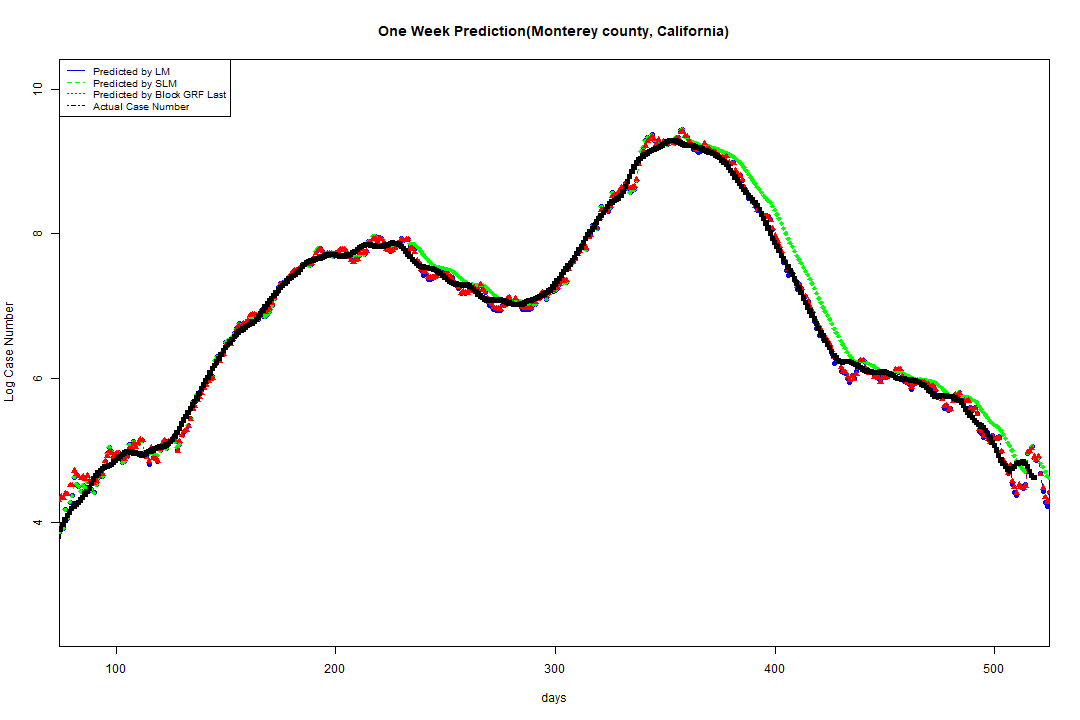 One Week Prediction(Monterey county, California)
Predicted by LM
Predicted by SLM
Predicted by Block GRF Last
Actual Case Number
10
8
6
4
Log Case Number
100 200 300 400 500
days